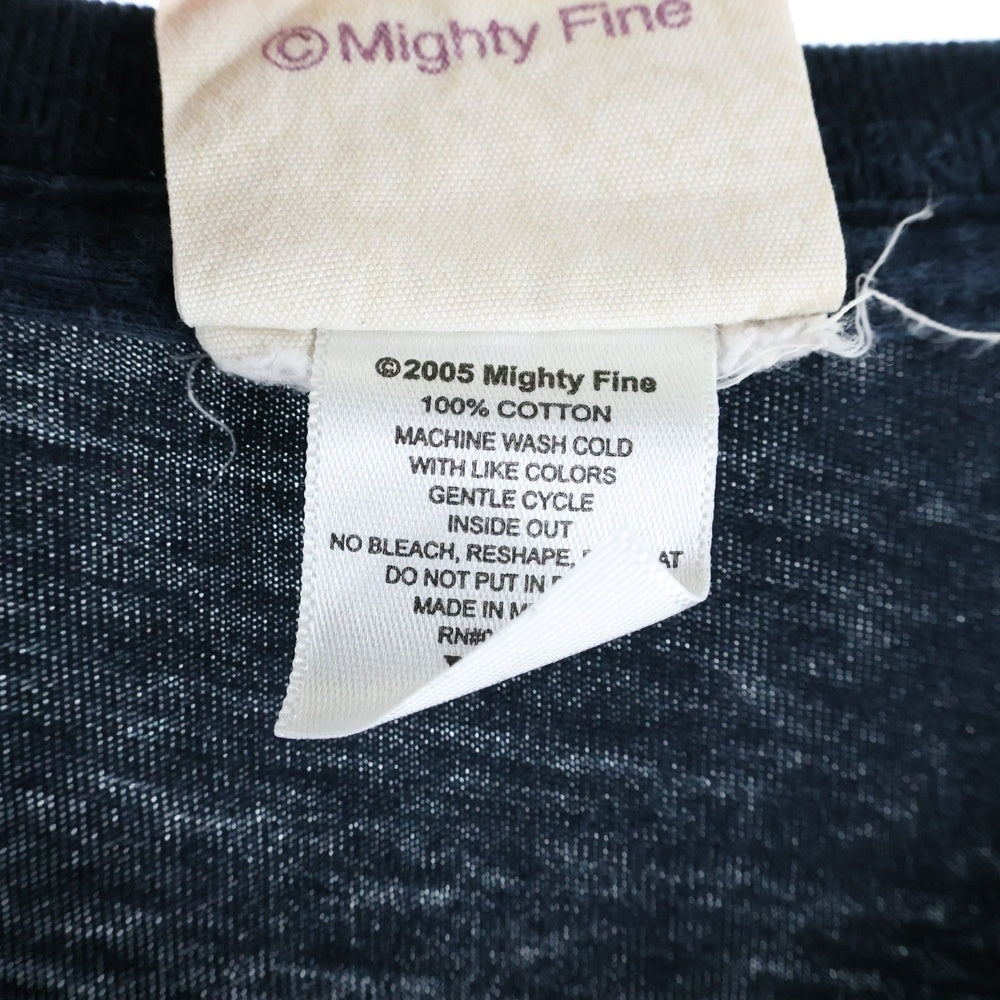 ©Mighty Fine
©2005 Mighty Fine
100% COTTON
MACHINE WASH COLD
WITH LIKE COLORS
GENTLE CYCLE
INSIDE OUT
NO BLEACH, RESHAPE,
DO NOT PUT IN
MADE IN
RN#